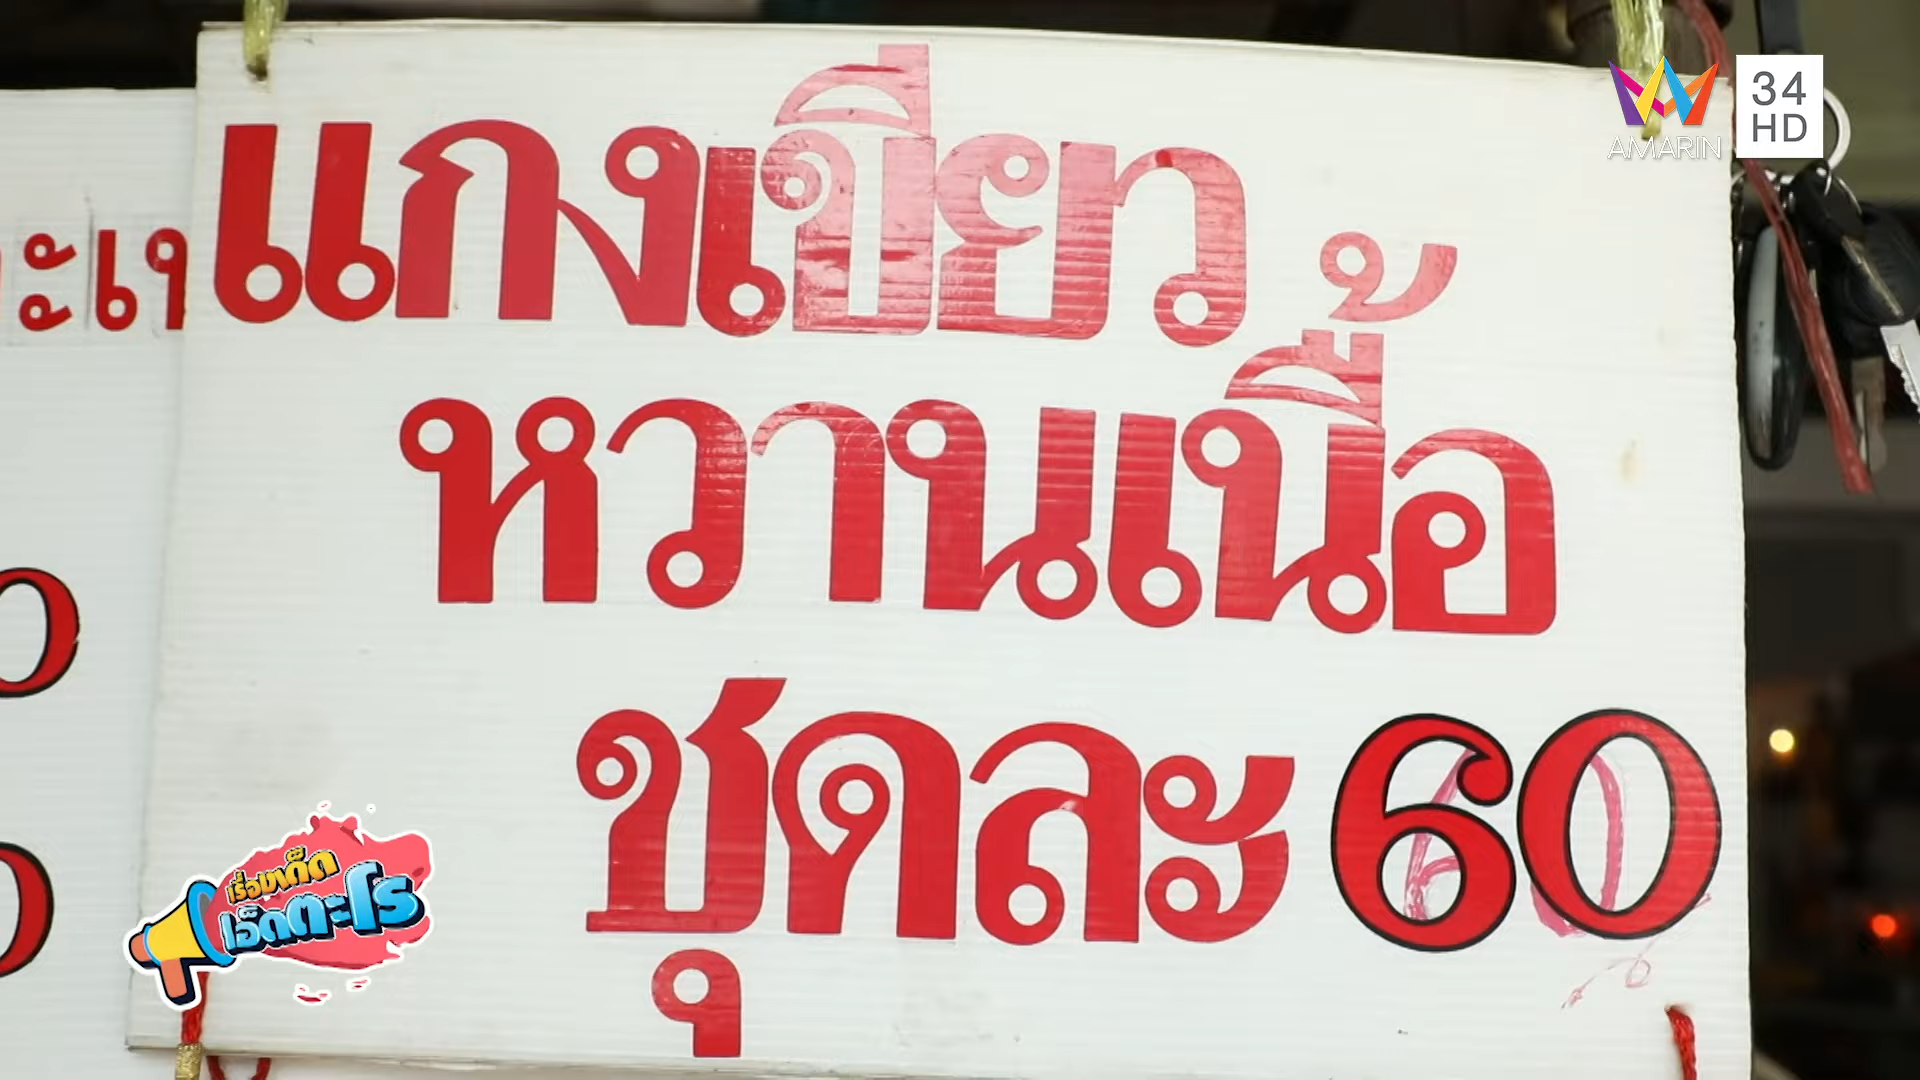 แกงเขียว
หวานเนื้อ
ชุดละ 60
AMARIN
34
HD
เรื่องเด็ด
เอ็ดตะโร